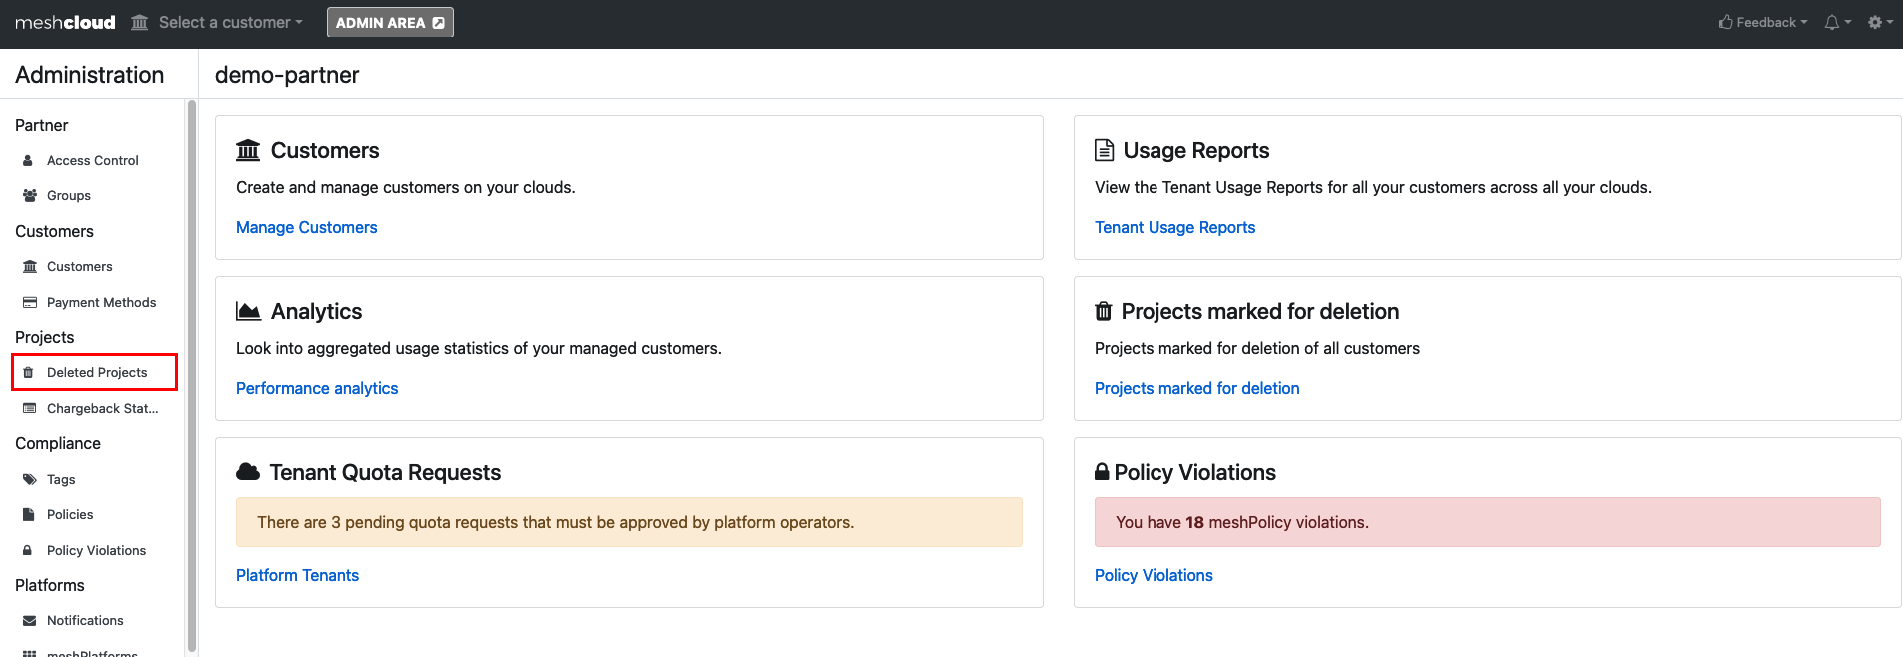 meshcloud Select a customer ADMIN AREA Feedback
Administration
demo-partner
Partner
Access Control
Groups
Customers
Customers
Payment Methods
Projects
Deleted Projects
Chargeback Stat...
Compliance
Tags
Policies
Policy Violations
Platforms
Notifications
meshPlatforms
Customers
Create and manage customers on your clouds.
Manage Customers
Usage Reports
View the Tenant Usage Reports for all your customers across all your clouds.
Tenant Usage Reports
Analytics
Look into aggregated usage statistics of your managed customers.
Performance analytics
Projects marked for deletion
Projects marked for deletion of all customers
Projects marked for deletion
Tenant Quota Requests
There are 3 pending quota requests that must be approved by platform operators.
Platform Tenants
Policy Violations
You have 18 meshPolicy violations.
Policy Violations